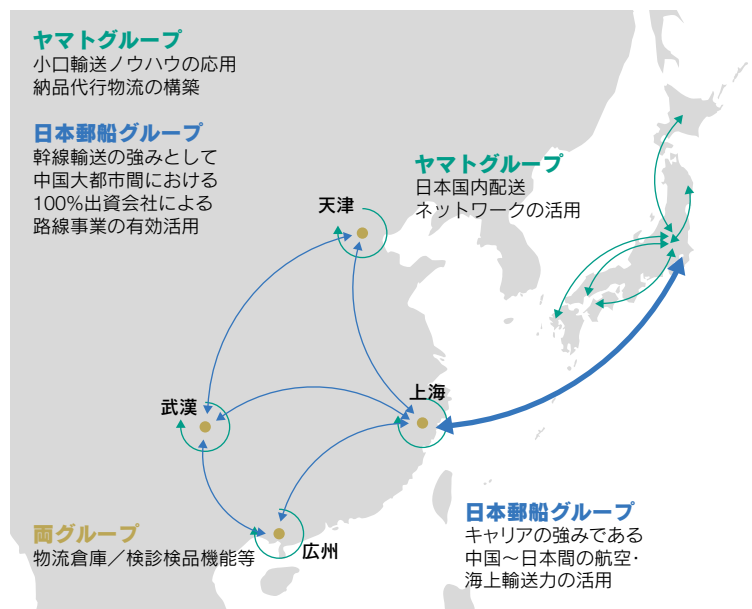 ヤマトグループ
小口輸送ノウハウの応用
納品代行物流の構築
日本郵船グループ
幹線輸送の強みとして
中国大都市間における
100%出資会社による
路線事業の有効活用
ヤマトグループ
日本国内配送
ネットワークの活用
天津
武漢
上海
広州
両グループ
物流倉庫／検診検品機能等
日本郵船グループ
キャリアの強みである
中国～日本間の航空・
海上輸送力の活用